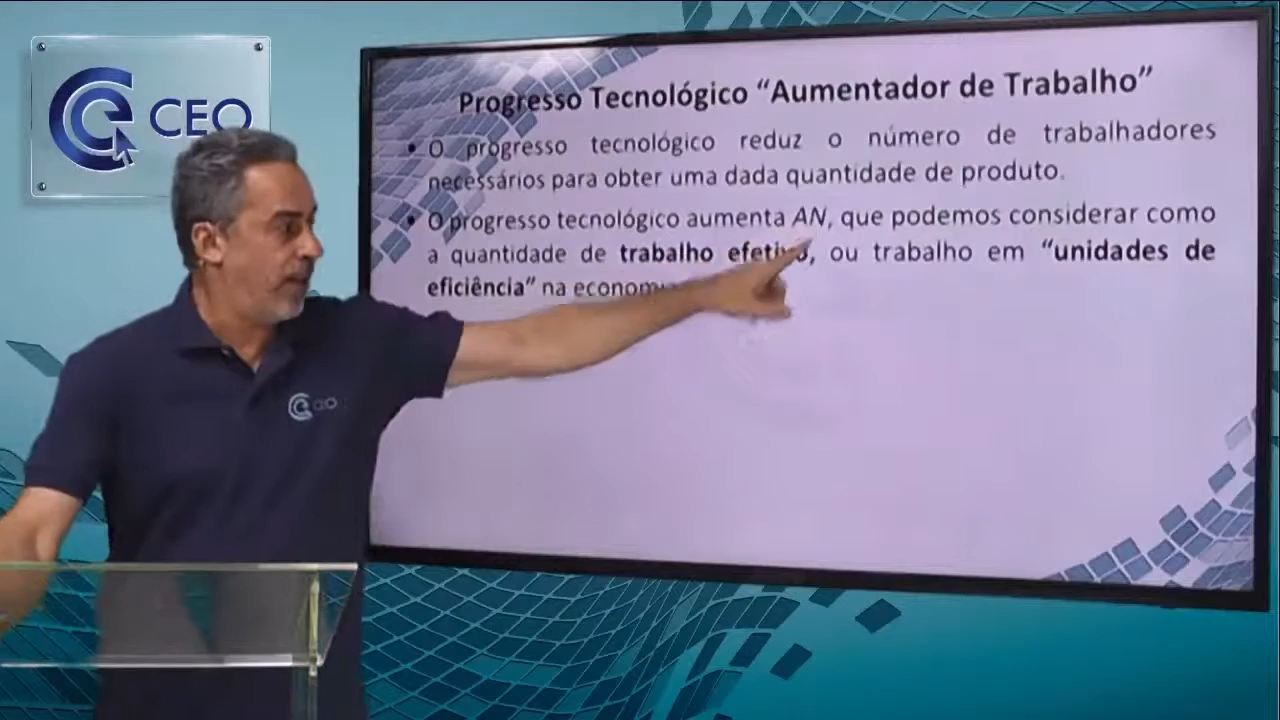 CEO
Progresso Tecnológico “Aumentador de Trabalho”
• O progresso tecnológico reduz o número de trabalhadores
necessários para obter uma dada quantidade de produto.
• O progresso tecnológico aumenta AN, que podemos considerar como
a quantidade de trabalho efetivo, ou trabalho em “unidades de
eficiência” na economia
CEO